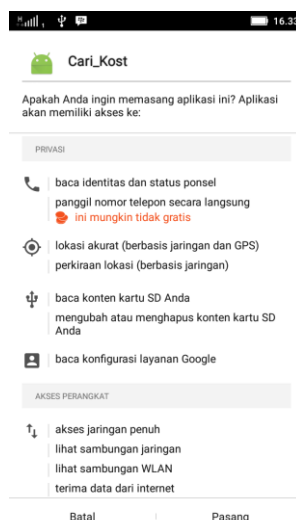 16.33
Cari_Kost
Apakah Anda ingin memasang aplikasi ini? Aplikasi
akan memiliki akses ke:
PRIVASI
baca identitas dan status ponsel
panggil nomor telepon secara langsung
ini mungkin tidak gratis
lokasi akurat (berbasis jaringan dan GPS)
perkiraan lokasi (berbasis jaringan)
baca konten kartu SD Anda
mengubah atau menghapus konten kartu SD
Anda
baca konfigurasi layanan Google
AKSES PERANGKAT
akses jaringan penuh
lihat sambungan jaringan
lihat sambungan WLAN
terima data dari internet
Batal Pasang